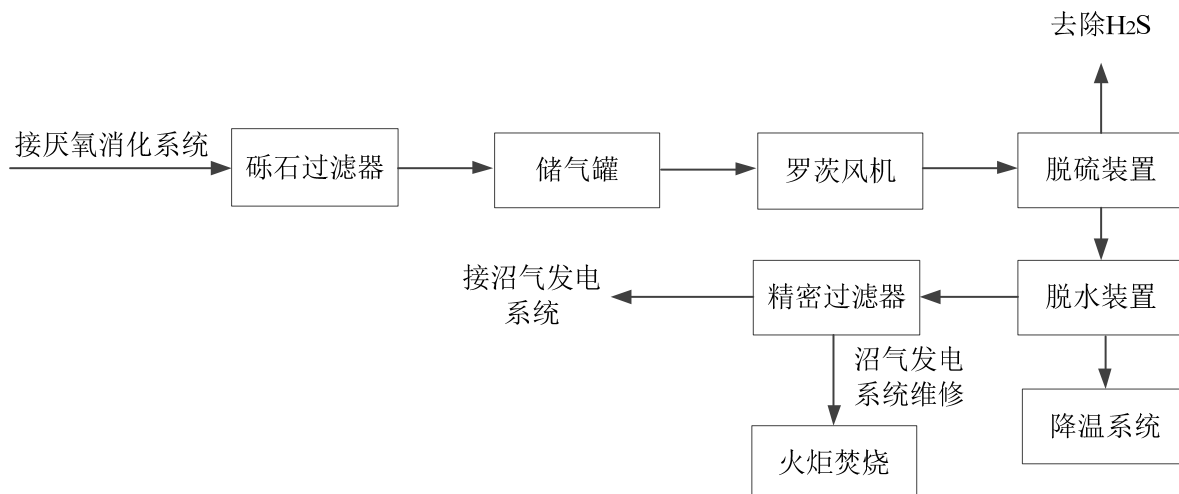 去除H₂S
接厌氧消化系统
砾石过滤器
储气罐
罗茨风机
脱硫装置
接沼气发电
系统
精密过滤器
脱水装置
沼气发电
系统维修
降温系统
火炬焚烧